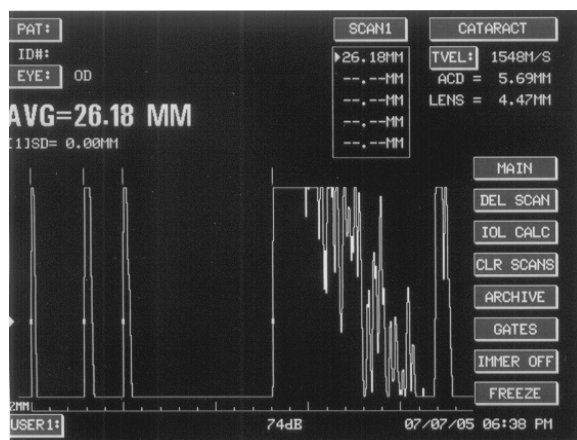 PAT:
ID#:
EYE: OD
AVG=26.18 MM
[1]SD= 0.00MM
SCAN1
▶26.18MM
--.--MM
--.--MM
--.--MM
--.--MM
CATARACT
TVEL: 1548M/S
ACD = 5.69MM
LENS = 4.47MM
MAIN
DEL SCAN
IOL CALC
CLR SCANS
ARCHIVE
GATES
IMMER OFF
FREEZE
2MM
USER1: 74dB 07/07/05 06:38 PM